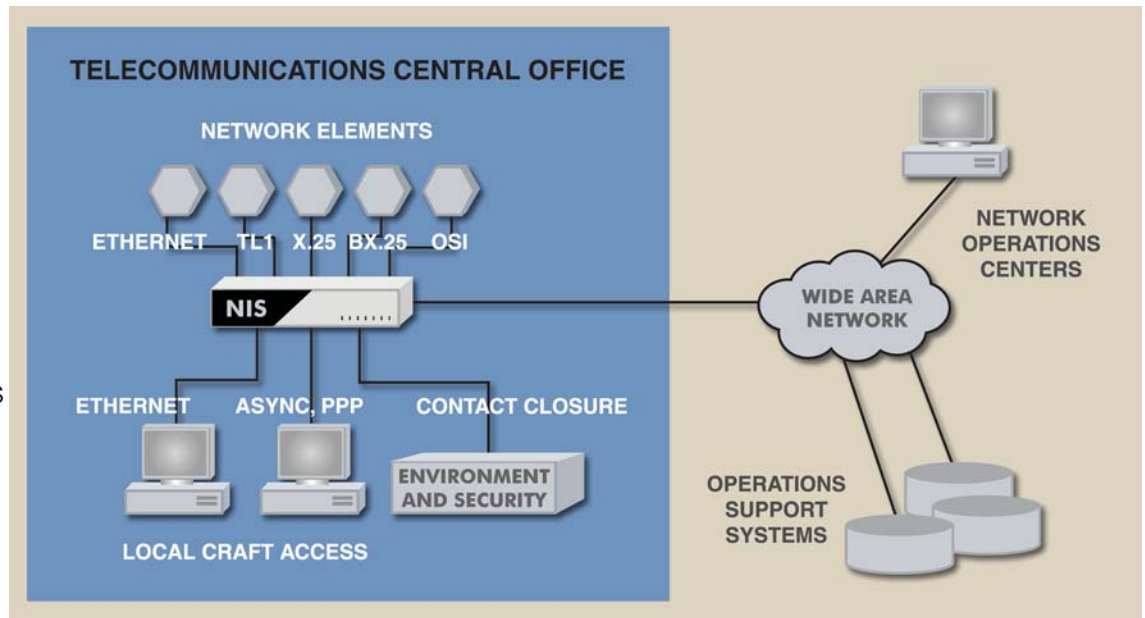 TELECOMMUNICATIONS CENTRAL OFFICE
NETWORK ELEMENTS
ETHERNET TL1 X.25 BX.25 OSI
NIS
ETHERNET ASYNC, PPP CONTACT CLOSURE
ENVIRONMENT
AND SECURITY
LOCAL CRAFT ACCESS
NETWORK
OPERATIONS
CENTERS
WIDE AREA
NETWORK
OPERATIONS
SUPPORT
SYSTEMS